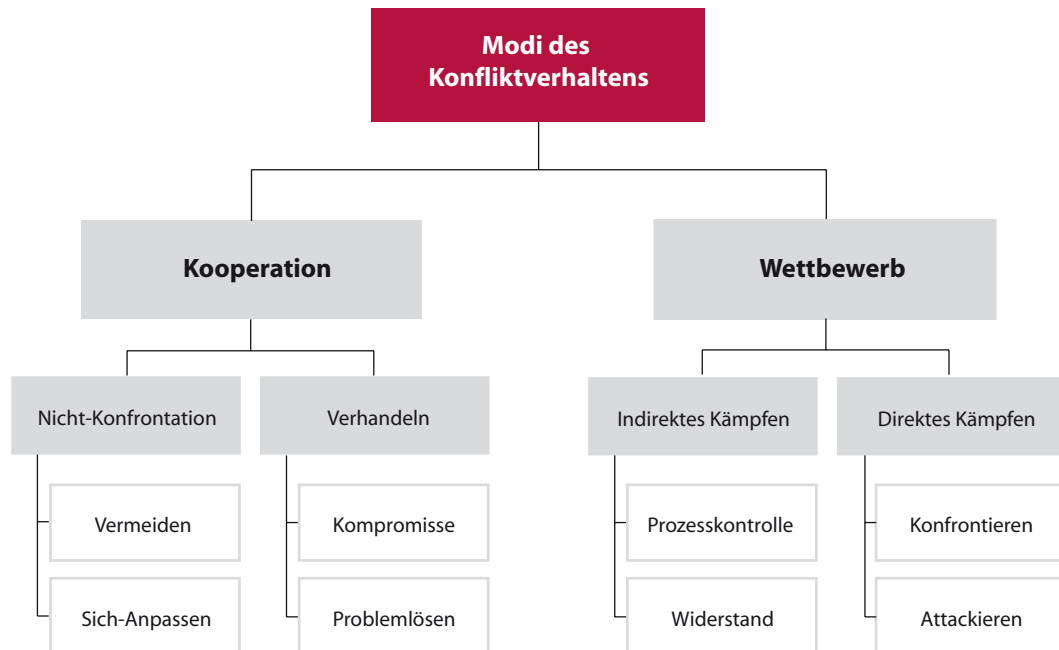 Modi des
Konfliktverhaltens
Kooperation
Wettbewerb
Nicht-Konfrontation
Verhandeln
Indirektes Kämpfen
Direktes Kämpfen
Vermeiden
Kompromisse
Prozesskontrolle
Konfrontieren
Sich-Anpassen
Problemlösen
Widerstand
Attackieren